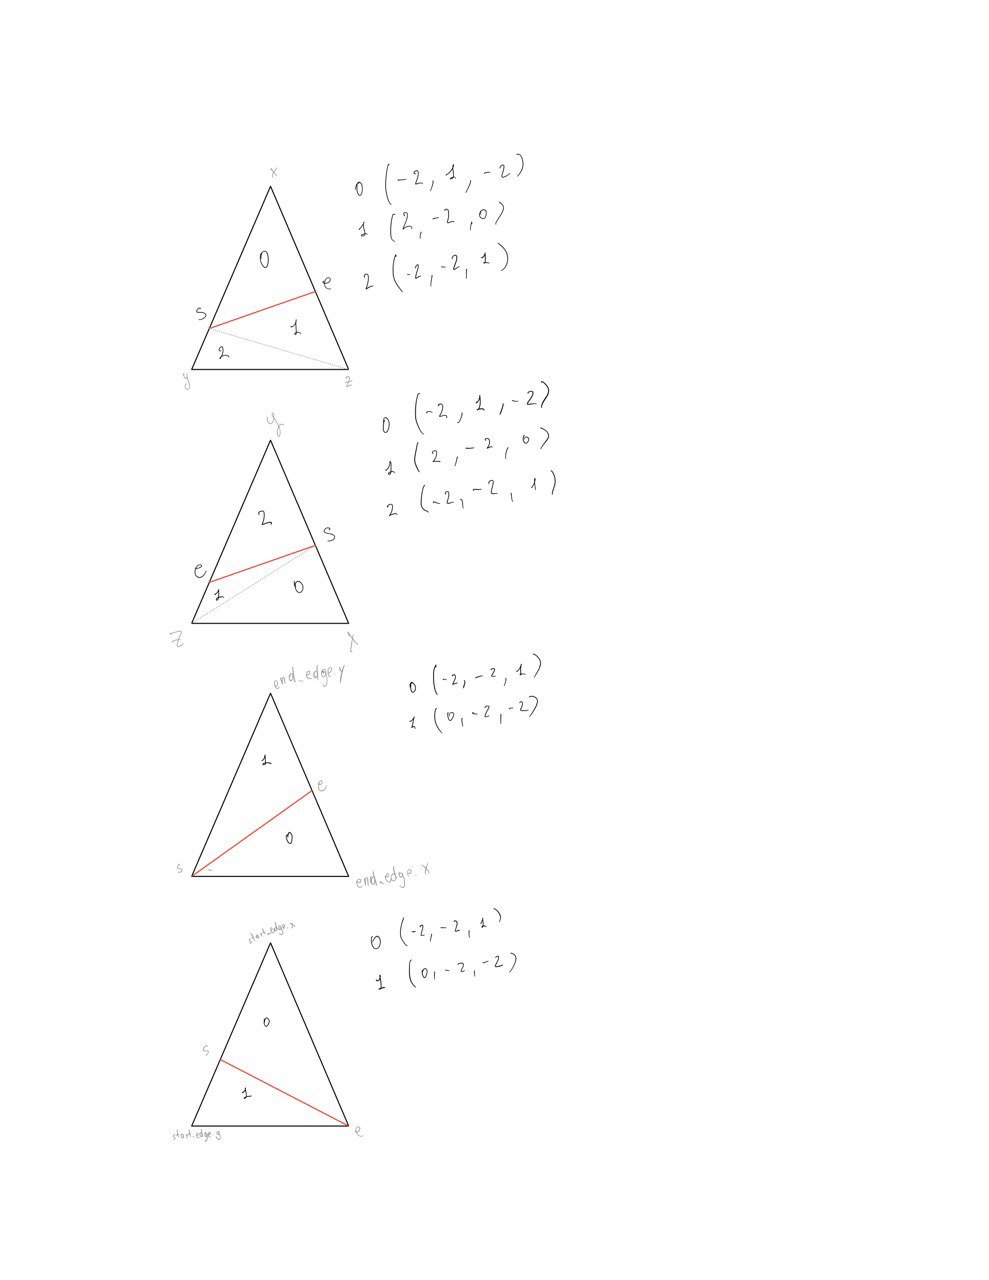 x
0 (-2, 1, -2)
1 (2, -2, 0)
0
2 (-2, -2, 1)
e
s
1
2
y
z
0 (-2, 1, -2)
y
1 (2, -2, 0)
2 (-2, -2, 1)
2
s
e
1
0
z
x
end_edge.y
0 (-2, -2, 1)
1 (0, -2, -2)
1
e
0
s
end_edge.x
start_edge.x
0 (-2, -2, 1)
1 (0, -2, -2)
0
s
1
start_edge.y
e